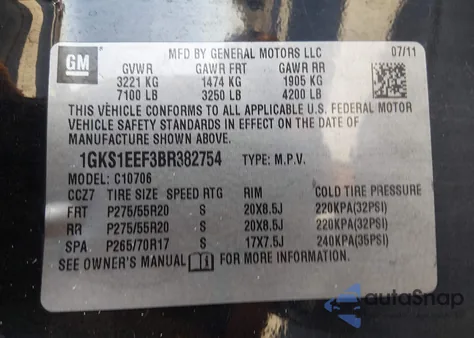 GM MFD BY GENERAL MOTORS LLC 07/11
GVWR GAWR FRT GAWR RR
3221 KG 1474 KG 1905 KG
7100 LB 3250 LB 4200 LB
THIS VEHICLE CONFORMS TO ALL APPLICABLE U.S. FEDERAL MOTOR
VEHICLE SAFETY STANDARDS IN EFFECT ON THE DATE OF
MANUFACTURE SHOWN ABOVE.
1GKS1EEF3BR382754 TYPE: M.P.V.
MODEL: C10706
CCZ7 TIRE SIZE SPEED RTG RIM COLD TIRE PRESSURE
FRT P275/55R20 S 20X8.5J 220KPA(32PSI)
RR P275/55R20 S 20X8.5J 220KPA(32PSI)
SPA P265/70R17 S 17X7.5J 240KPA(35PSI)
SEE OWNER'S MANUAL FOR MORE INFORMATION.
autoSnap